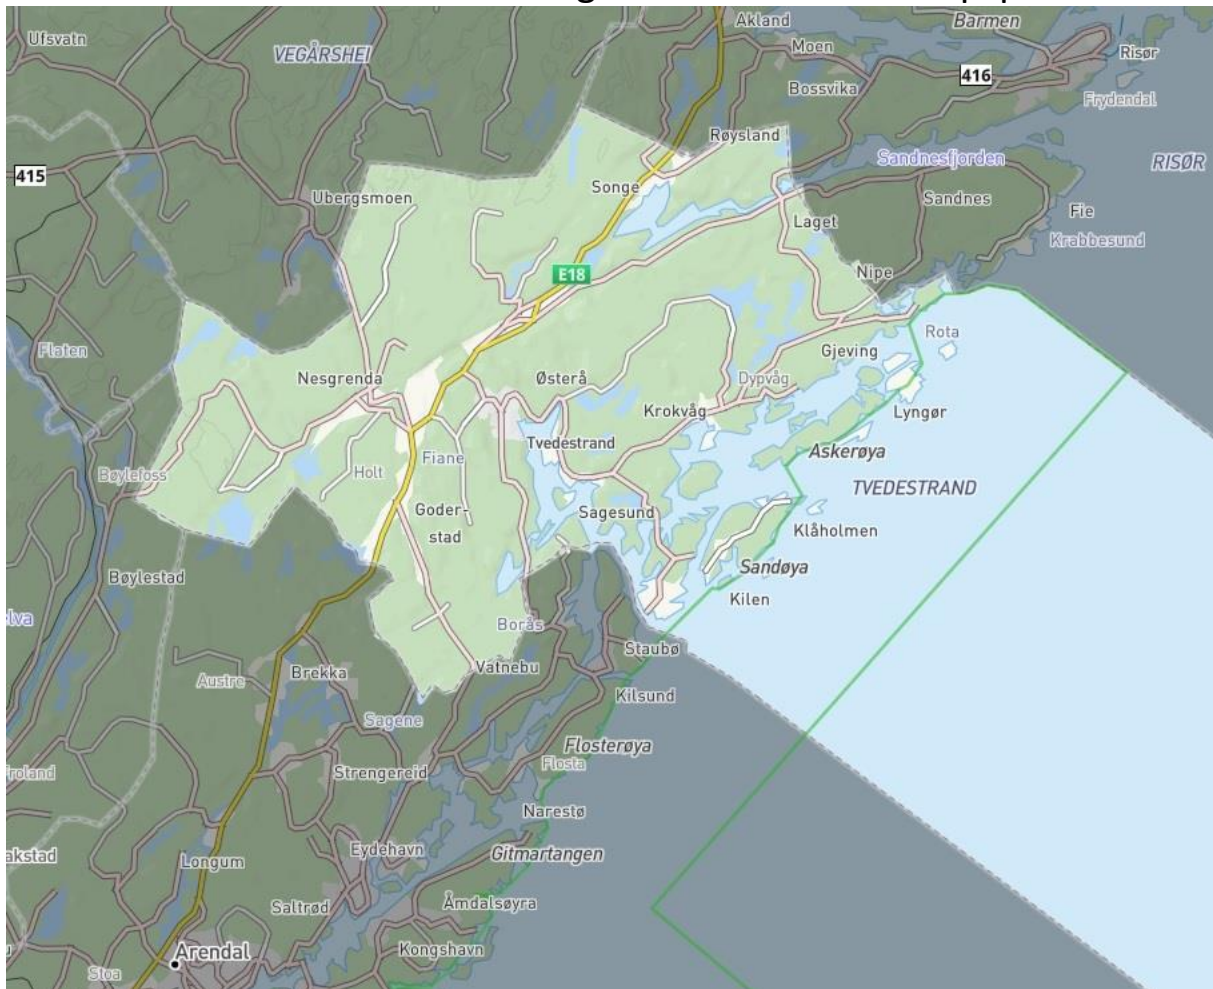 Akland
Barmen
Ufsvatn
Moen
Risør
VEGÅRSHEI
416
Bossvika
Frydendal
Røysland
Sandnesfjorden
RISØR
415
Songe
Ubergsmoen
Sandnes
Laget
Fie
Krabbesund
E18
Nipe
Rota
Flaten
Gjeving
Nesgrenda
Østerå
Dypvåg
Krokvåg
Lyngør
Tvedestrand
Askerøya
Fiane
Bøylefoss
Holt
TVEDESTRAND
Goder-
stad
Sagesund
Klåholmen
Sandøya
Bøylestad
Kilen
elva
Borås
Staubø
Vatnebu
Brekka
Austre
Kilsund
Sagene
Flosterøya
Flosta
Froland
Strengereid
Narestø
Eydehavn
Gitmartangen
akstad
Longum
Åmdalsøyra
Saltrød
Kongshavn
Arendal
Stoa